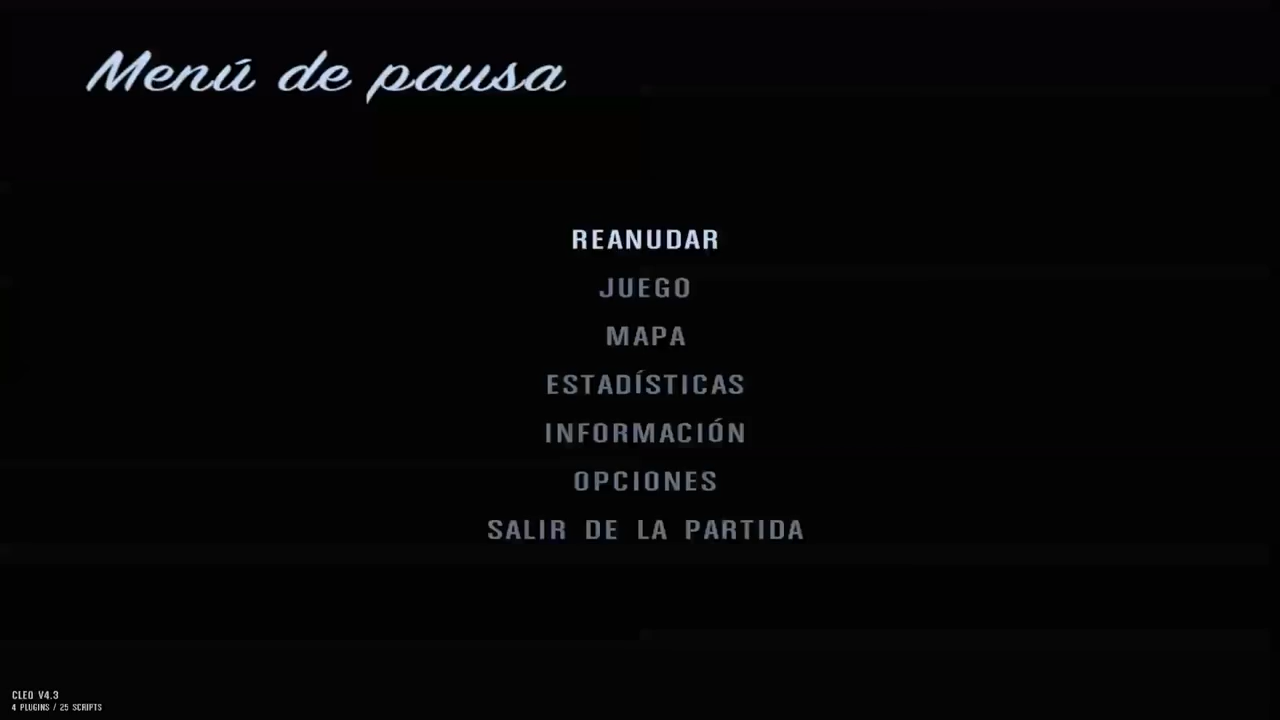 Menú de pausa
REANUDAR
JUEGO
MAPA
ESTADÍSTICAS
INFORMACIÓN
OPCIONES
SALIR DE LA PARTIDA
CLEO V4.3
4 PLUGINS / 25 SCRIPTS